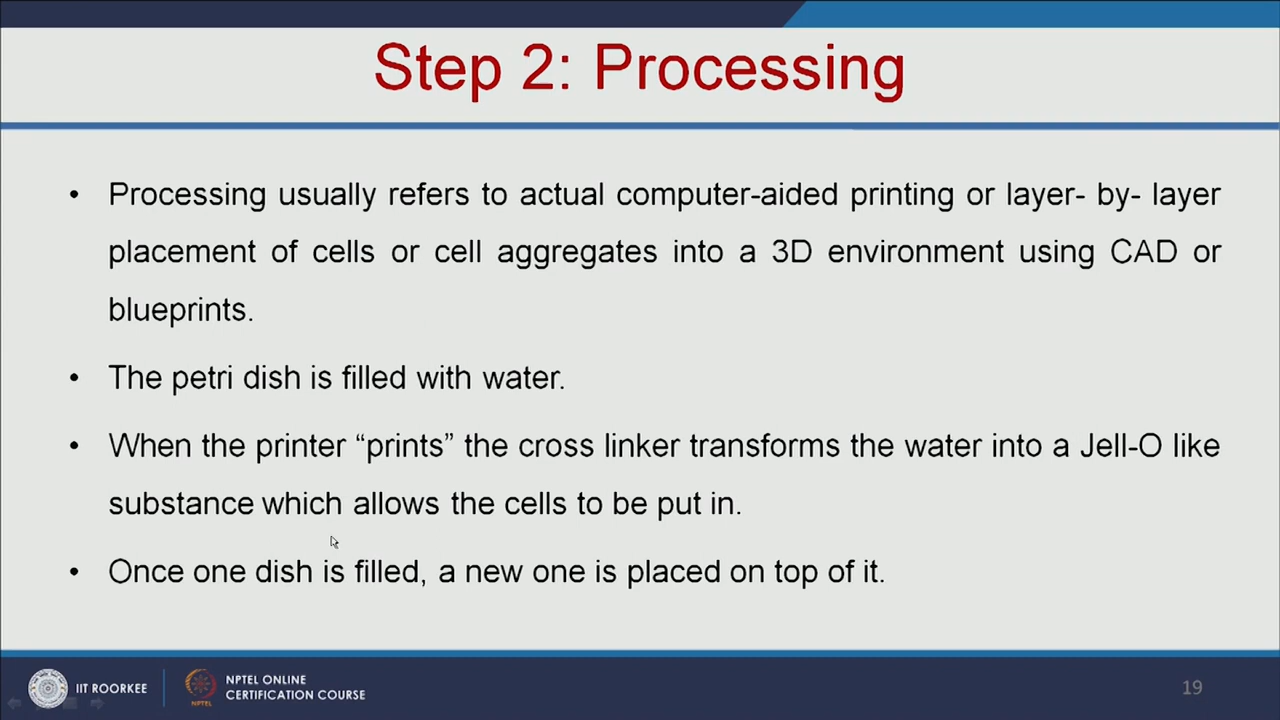 Step 2: Processing
• Processing usually refers to actual computer-aided printing or layer- by- layer
placement of cells or cell aggregates into a 3D environment using CAD or
blueprints.
• The petri dish is filled with water.
• When the printer “prints” the cross linker transforms the water into a Jell-O like
substance which allows the cells to be put in.
• Once one dish is filled, a new one is placed on top of it.
IIT ROORKEE
NPTEL
NPTEL ONLINE
CERTIFICATION COURSE
19